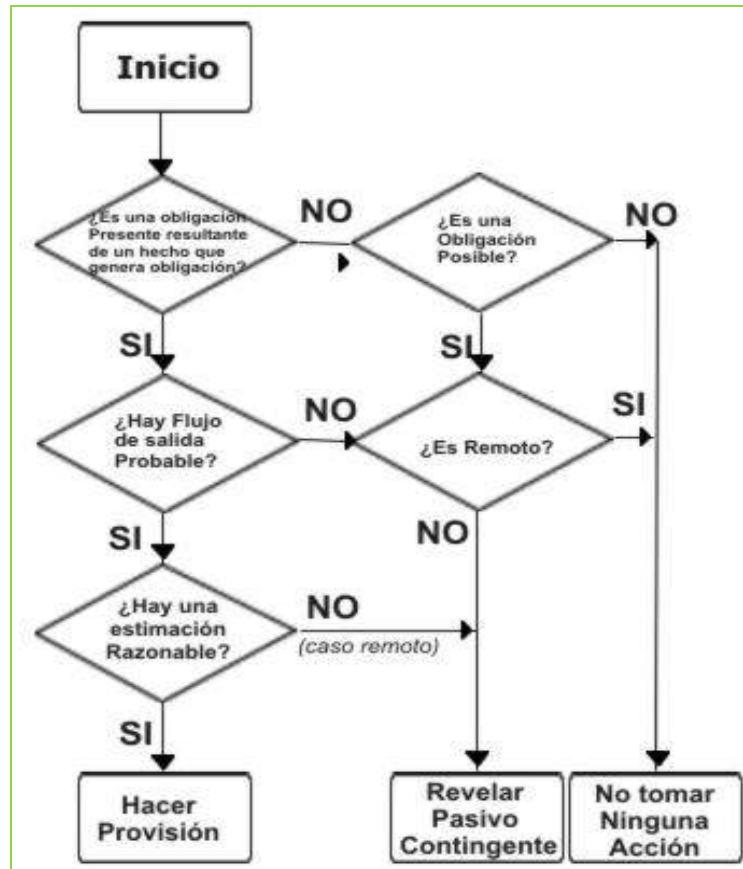 Inicio
¿Es una obligación
Presente resultante
de un hecho que
genera obligación?
NO
¿Es una
Obligación
Posible?
NO
SI
SI
¿Hay Flujo
de salida
Probable?
NO
¿Es Remoto?
SI
SI
NO
¿Hay una
estimación
Razonable?
NO
(caso remoto)
SI
Hacer
Provisión
Revelar
Pasivo
Contingente
No tomar
Ninguna
Acción